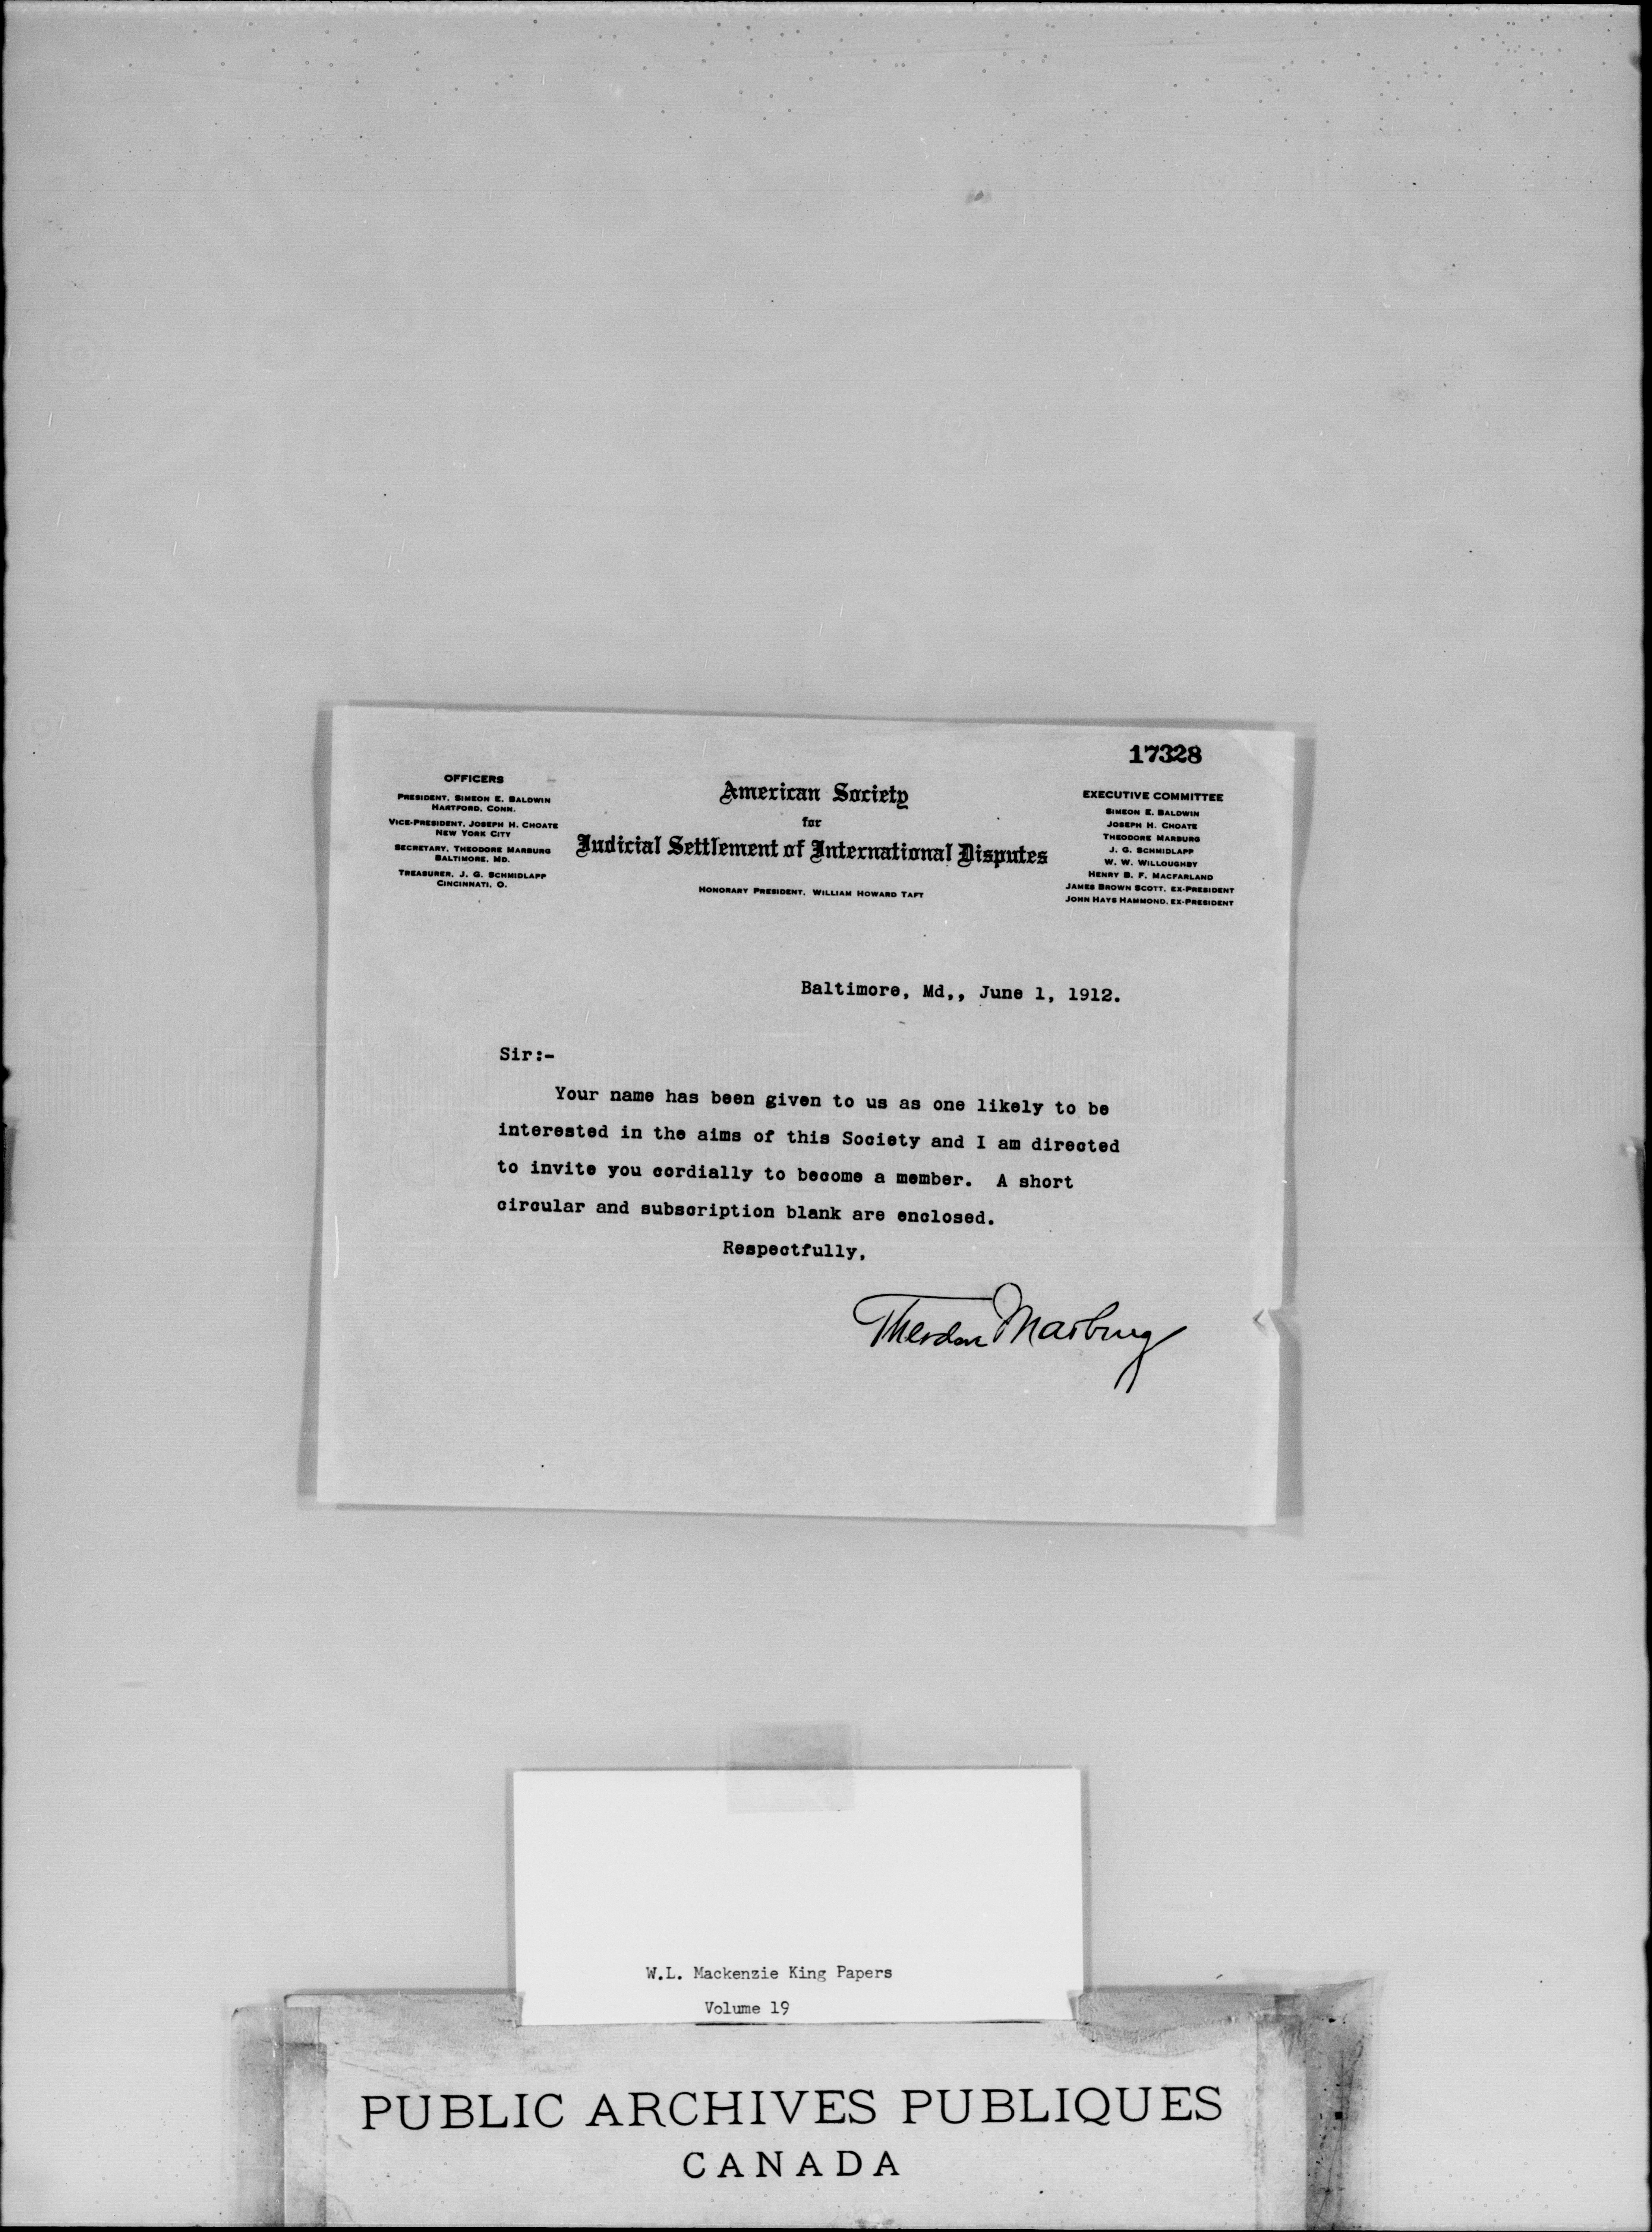 17328
OFFICERS
PRESIDENT, SIMEON E. BALDWIN
HARTFORD, CONN.
VICE-PRESIDENT, JOSEPH H. CHOATE
NEW YORK CITY
SECRETARY, THEODORE MARBURG
BALTIMORE, MD.
TREASURER, J. G. SCHMIDLAPP
CINCINNATI, O.
American Society
for
Judicial Settlement of International Disputes
HONORARY PRESIDENT, WILLIAM HOWARD TAFT
EXECUTIVE COMMITTEE
SIMEON E. BALDWIN
JOSEPH H. CHOATE
THEODORE MARBURG
J. G. SCHMIDLAPP
W. W. WILLOUGHBY
HENRY B. F. MACFARLAND
JAMES BROWN SCOTT, EX-PRESIDENT
JOHN HAYS HAMMOND, EX-PRESIDENT
Baltimore, Md,, June 1, 1912.
Sir:-
Your name has been given to us as one likely to be
interested in the aims of this Society and I am directed
to invite you cordially to become a member. A short
circular and subscription blank are enclosed.
Respectfully,
Theodore Marburg
W.L. Mackenzie King Papers
Volume 19
PUBLIC ARCHIVES PUBLIQUES
CANADA